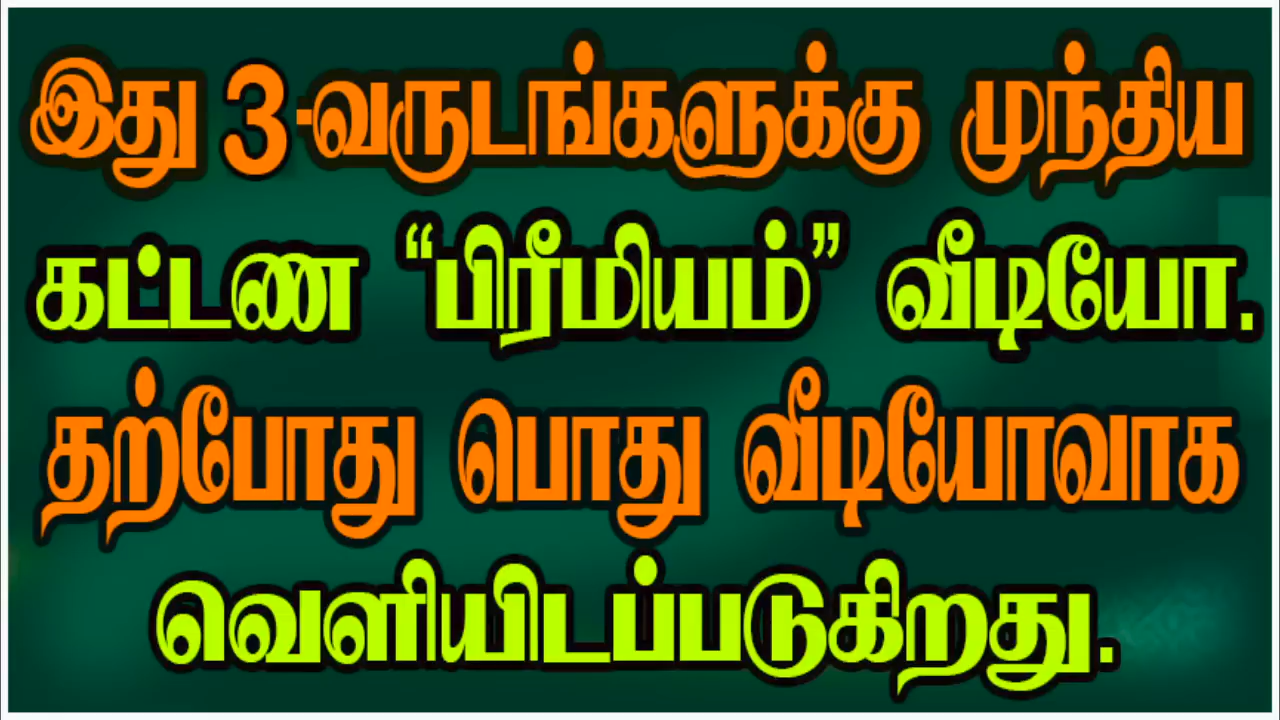 இது 3-வருடங்களுக்கு முந்திய
கட்டண “பிரீமியம்” வீடியோ.
தற்போது பொது வீடியோவாக
வெளியிடப்படுகிறது.